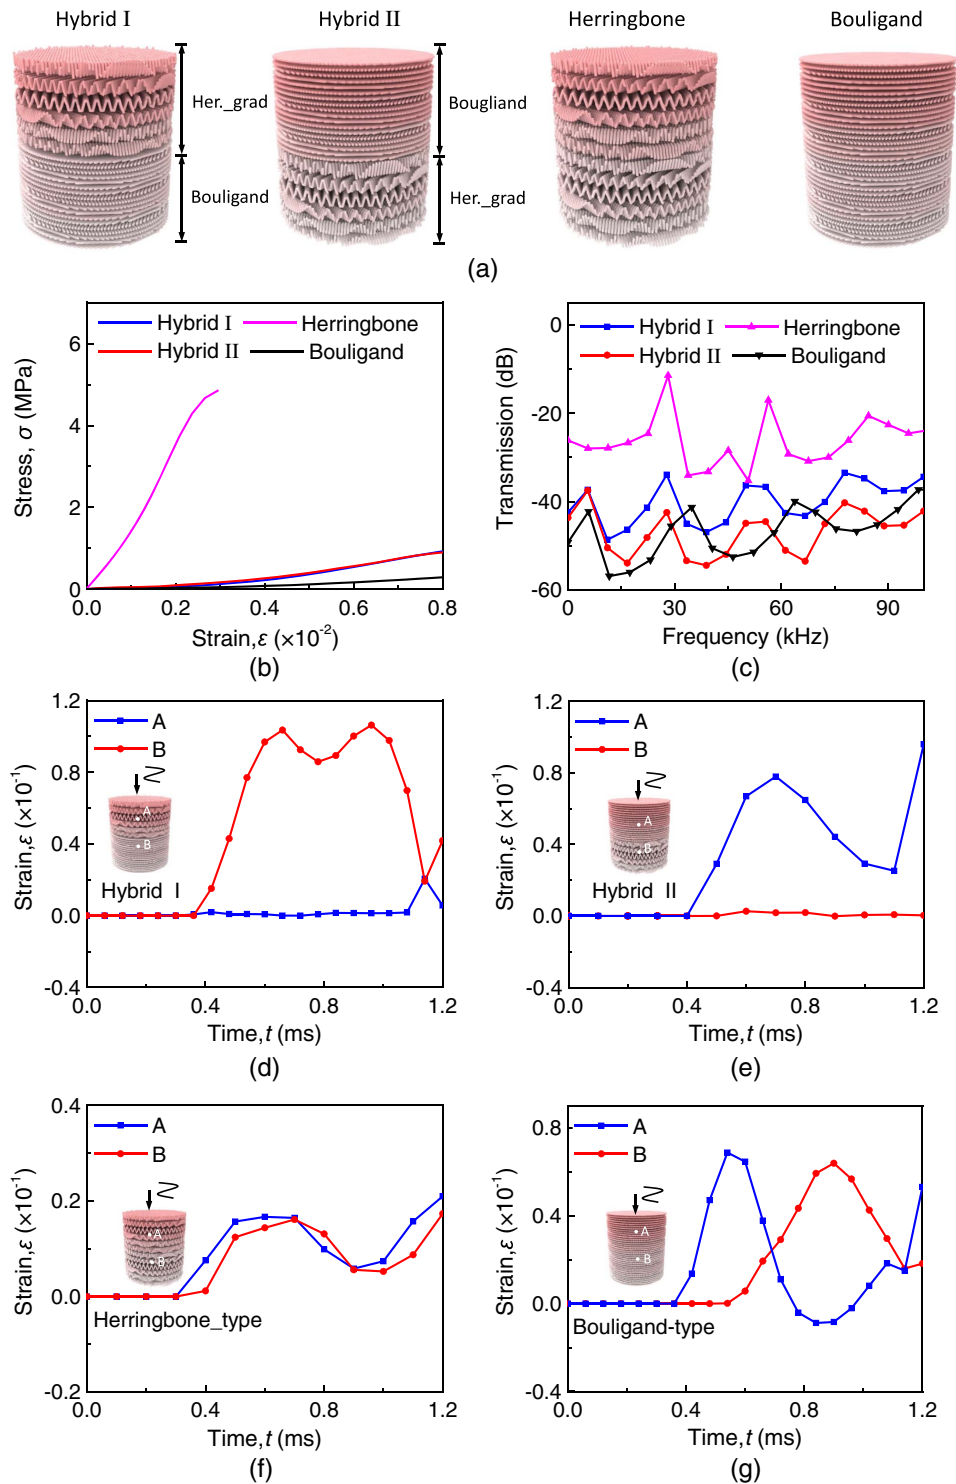 Hybrid I Hybrid II Herringbone Bouligand
Her._grad
Bouligand
Bougliand
Her._grad
(a)
Hybrid I Herringbone
Hybrid II Bouligand
6
4
2
0
Stress, σ (MPa)
0.0 0.2 0.4 0.6 0.8
Strain,ε (×10⁻²)
(b)
Hybrid I Herringbone
Hybrid II Bouligand
0
-20
-40
-60
Transmission (dB)
0 30 60 90
Frequency (kHz)
(c)
A
B
1.2
0.8
0.4
0.0
-0.4
Strain,ε (×10⁻¹)
A
B
Hybrid I
0.0 0.4 0.8 1.2
Time,t (ms)
(d)
A
B
1.2
0.8
0.4
0.0
-0.4
Strain,ε (×10⁻¹)
A
B
Hybrid II
0.0 0.4 0.8 1.2
Time,t (ms)
(e)
A
B
0.4
0.2
0.0
-0.2
Strain,ε (×10⁻¹)
A
B
Herringbone_type
0.0 0.4 0.8 1.2
Time,t (ms)
(f)
A
B
0.8
0.4
0.0
-0.4
Strain,ε (×10⁻¹)
A
B
Bouligand-type
0.0 0.4 0.8 1.2
Time,t (ms)
(g)